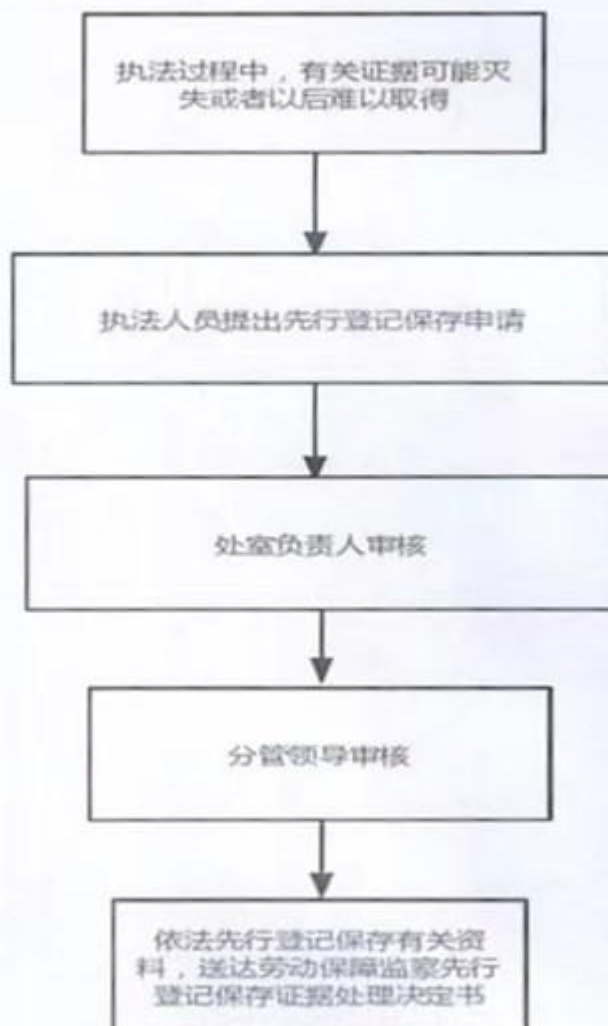 执法过程中，有关证据可能灭
失或者以后难以取得
执法人员提出先行登记保存申请
处室负责人审核
分管领导审核
依法先行登记保存有关资
料，送达劳动保障监察先行
登记保存证据处理决定书